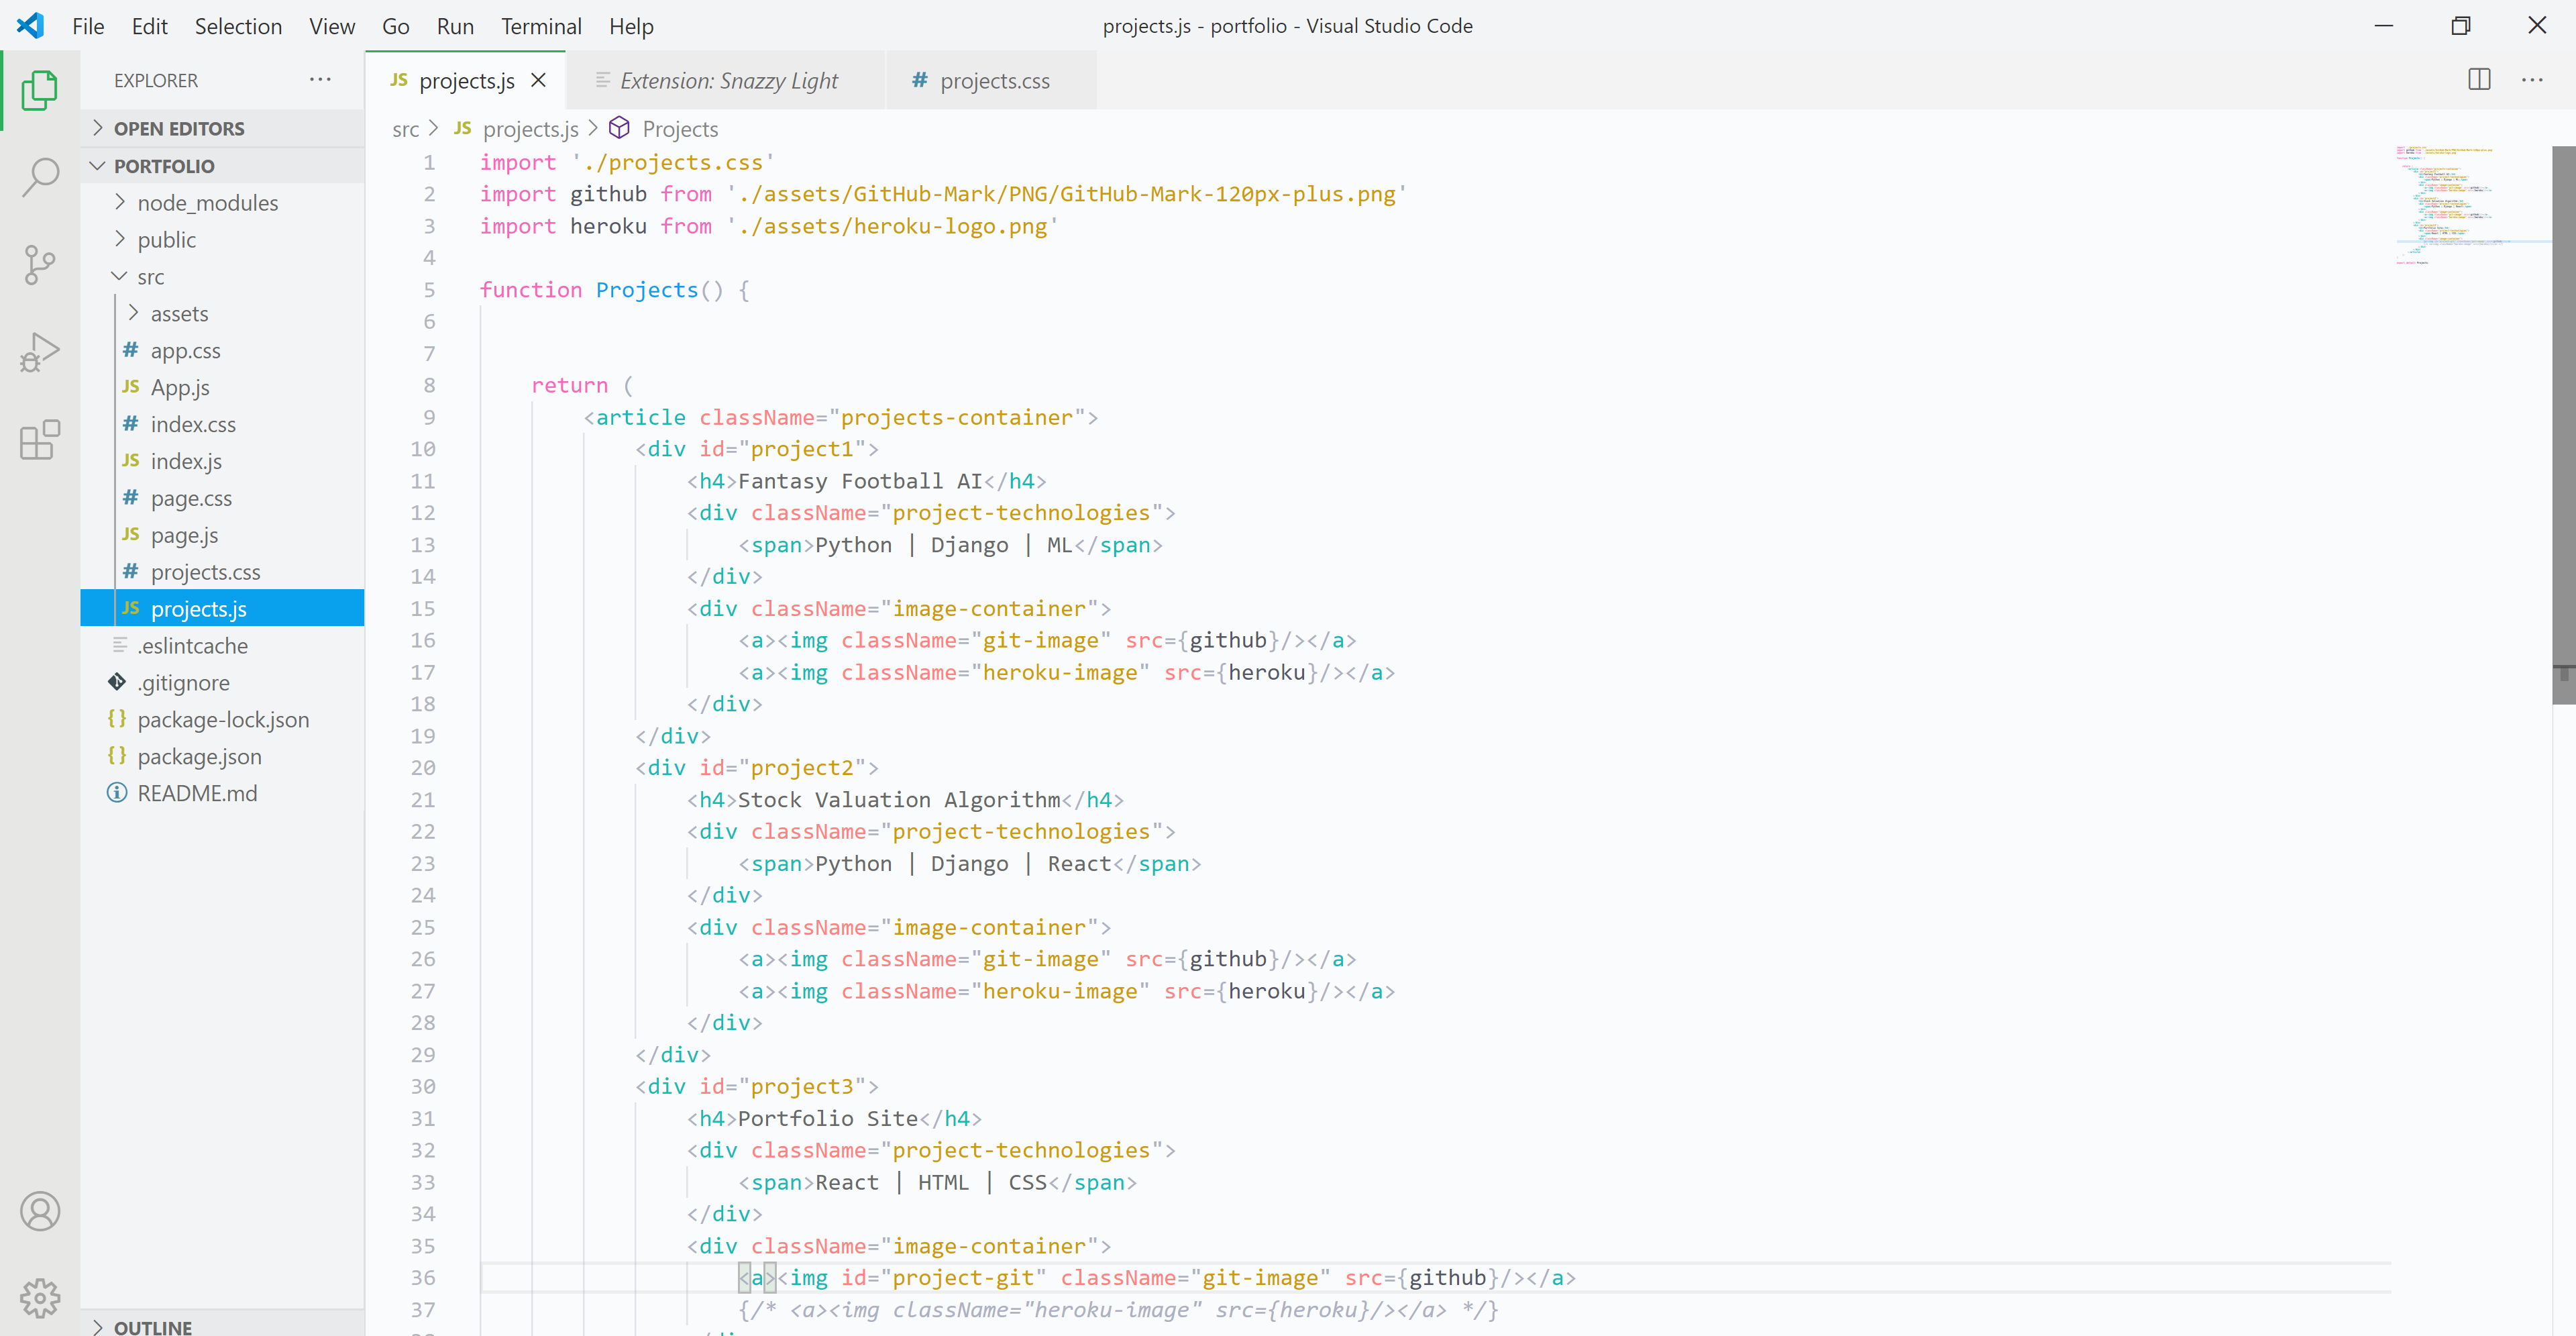 File Edit Selection View Go Run Terminal Help
projects.js - portfolio - Visual Studio Code
EXPLORER
OPEN EDITORS
PORTFOLIO
node_modules
public
src
assets
# app.css
JS App.js
# index.css
JS index.js
# page.css
JS page.js
# projects.css
JS projects.js
.eslintcache
.gitignore
{} package-lock.json
{} package.json
README.md
OUTLINE
JS projects.js
Extension: Snazzy Light
# projects.css
src > JS projects.js > Projects
1 import './projects.css'
2 import github from './assets/GitHub-Mark/PNG/GitHub-Mark-120px-plus.png'
3 import heroku from './assets/heroku-logo.png'
4
5 function Projects() {
6
7
8 return (
9 <article className="projects-container">
10 <div id="project1">
11 <h4>Fantasy Football AI</h4>
12 <div className="project-technologies">
13 <span>Python | Django | ML</span>
14 </div>
15 <div className="image-container">
16 <a><img className="git-image" src={github}/></a>
17 <a><img className="heroku-image" src={heroku}/></a>
18 </div>
19 </div>
20 <div id="project2">
21 <h4>Stock Valuation Algorithm</h4>
22 <div className="project-technologies">
23 <span>Python | Django | React</span>
24 </div>
25 <div className="image-container">
26 <a><img className="git-image" src={github}/></a>
27 <a><img className="heroku-image" src={heroku}/></a>
28 </div>
29 </div>
30 <div id="project3">
31 <h4>Portfolio Site</h4>
32 <div className="project-technologies">
33 <span>React | HTML | CSS</span>
34 </div>
35 <div className="image-container">
36 <a><img id="project-git" className="git-image" src={github}/></a>
37 {/* <a><img className="heroku-image" src={heroku}/></a> */}